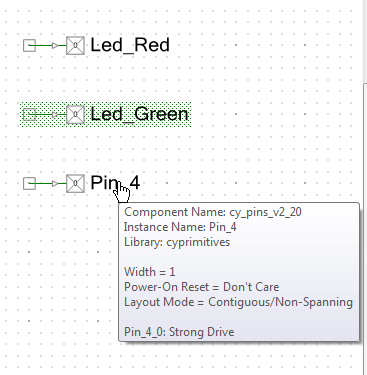 Led_Red
Led_Green
Pin_4
Component Name: cy_pins_v2_20
Instance Name: Pin_4
Library: cyprimitives
Width = 1
Power-On Reset = Don't Care
Layout Mode = Contiguous/Non-Spanning
Pin_4_0: Strong Drive